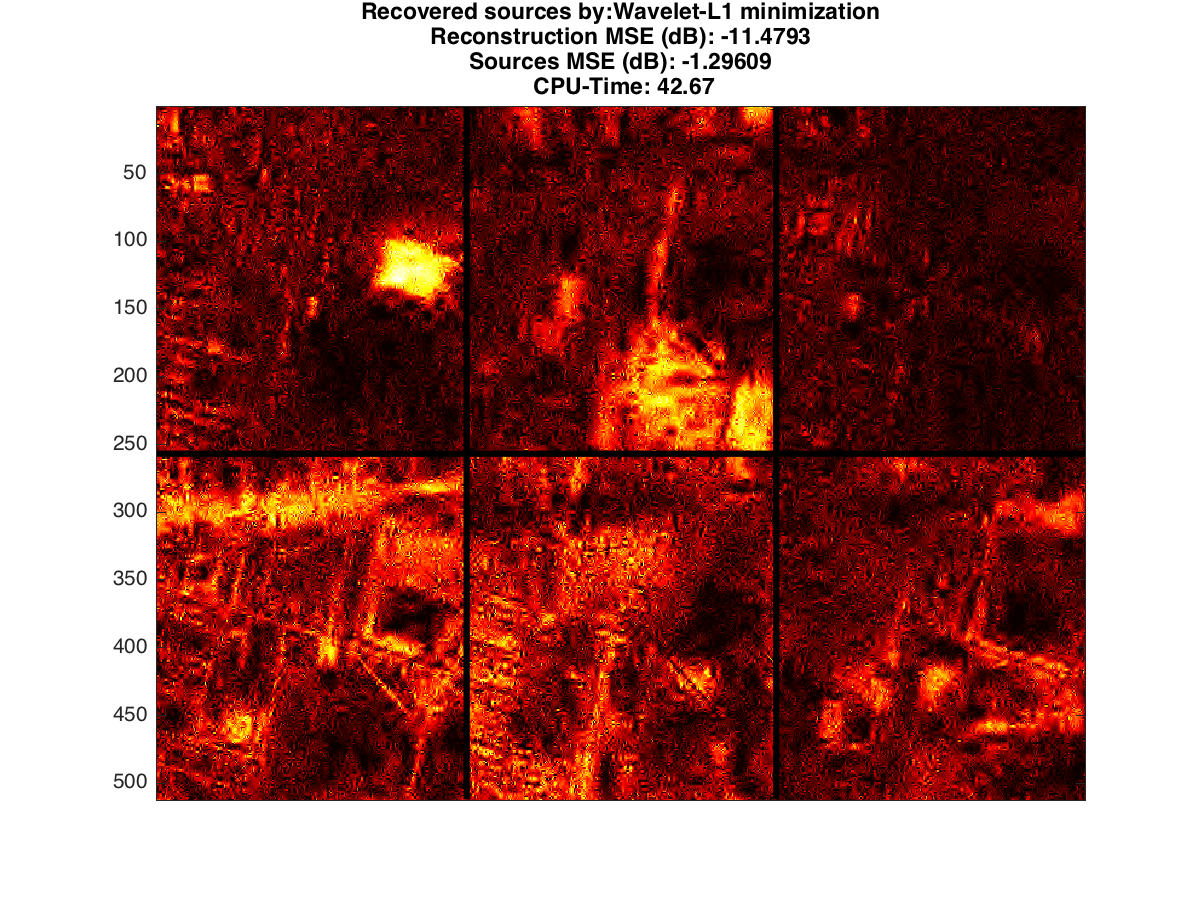 Recovered sources by:Wavelet-L1 minimization
Reconstruction MSE (dB): -11.4793
Sources MSE (dB): -1.29609
CPU-Time: 42.67
50
100
150
200
250
300
350
400
450
500